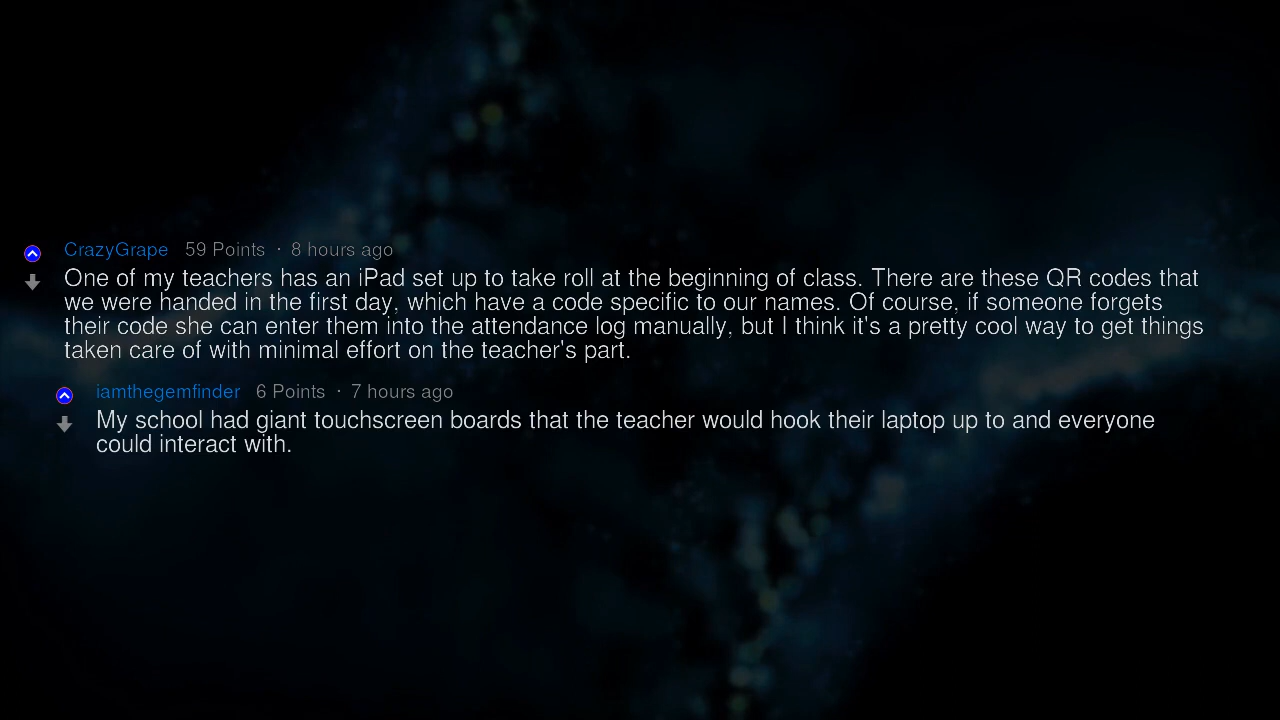 CrazyGrape 59 Points · 8 hours ago
One of my teachers has an iPad set up to take roll at the beginning of class. There are these QR codes that
we were handed in the first day, which have a code specific to our names. Of course, if someone forgets
their code she can enter them into the attendance log manually, but I think it's a pretty cool way to get things
taken care of with minimal effort on the teacher's part.
iamthegemfinder 6 Points · 7 hours ago
My school had giant touchscreen boards that the teacher would hook their laptop up to and everyone
could interact with.